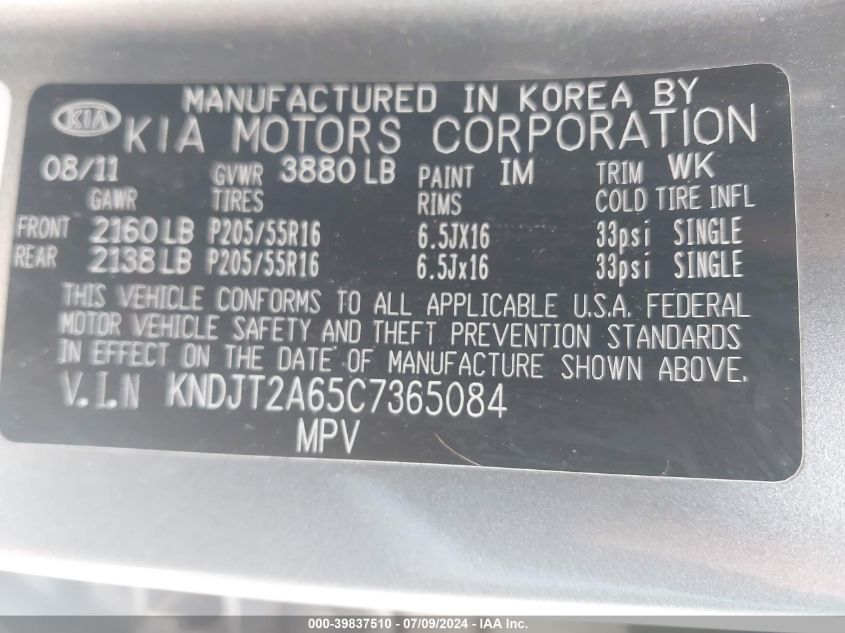 MANUFACTURED IN KOREA BY
KIA KIA MOTORS CORPORATION
08/11 GVWR 3880 LB PAINT IM TRIM WK
GAWR TIRES RIMS COLD TIRE INFL
FRONT 2160 LB P205/55R16 6.5JX16 33psi SINGLE
REAR 2138 LB P205/55R16 6.5Jx16 33psi SINGLE
THIS VEHICLE CONFORMS TO ALL APPLICABLE U.S.A. FEDERAL
MOTOR VEHICLE SAFETY AND THEFT PREVENTION STANDARDS
IN EFFECT ON THE DATE OF MANUFACTURE SHOWN ABOVE.
V.I.N KNDJT2A65C7365084
MPV
000-39837510 - 07/09/2024 - IAA Inc.